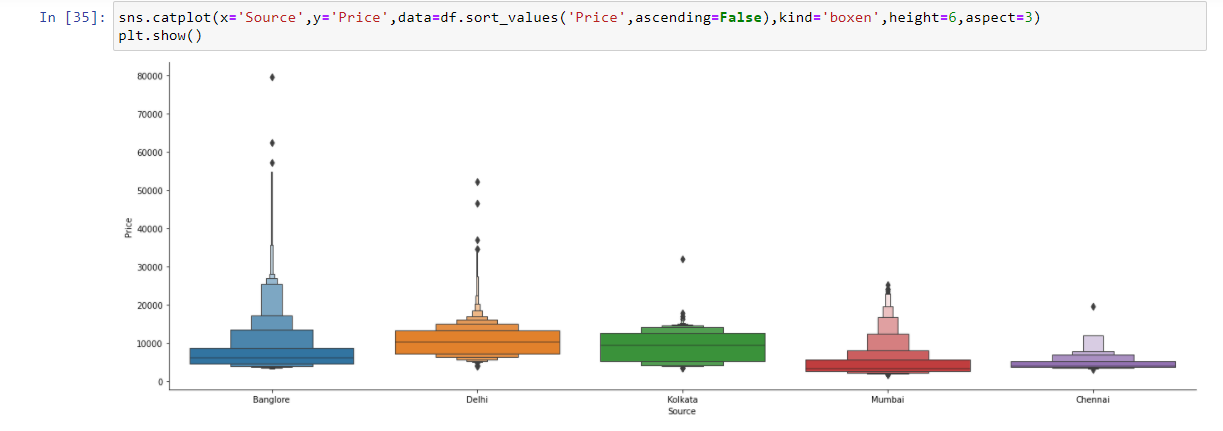 In [35]: sns.catplot(x='Source',y='Price',data=df.sort_values('Price',ascending=False),kind='boxen',height=6,aspect=3)
plt.show()
80000
70000
60000
50000
40000
30000
20000
10000
0
Price
Banglore Delhi Kolkata Mumbai Chennai
Source